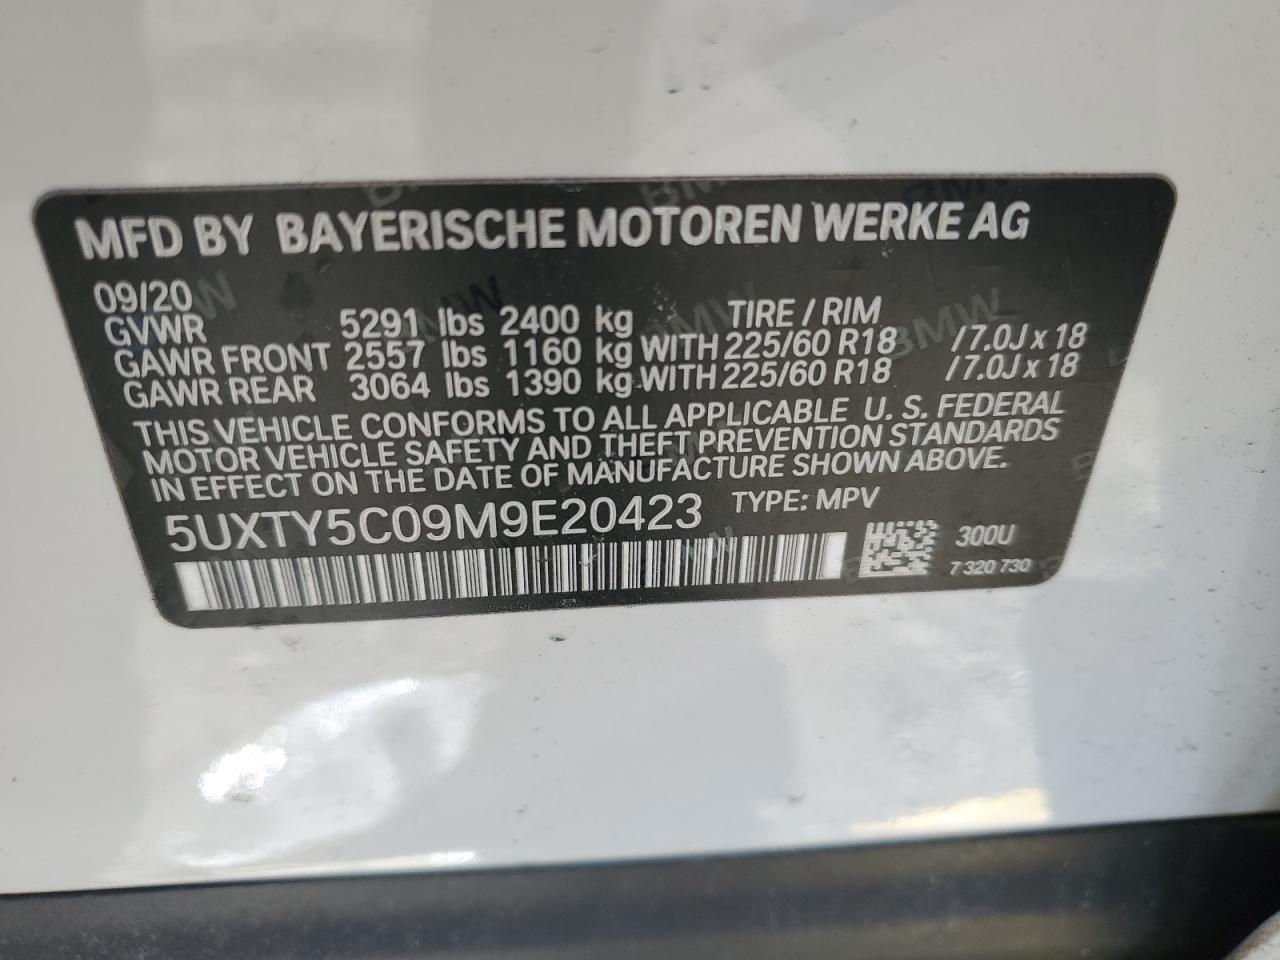 MFD BY BAYERISCHE MOTOREN WERKE AG
09/20
GVWR 5291 lbs 2400 kg TIRE / RIM
GAWR FRONT 2557 lbs 1160 kg WITH 225/60 R18 /7.0J x 18
GAWR REAR 3064 lbs 1390 kg WITH 225/60 R18 /7.0J x 18
THIS VEHICLE CONFORMS TO ALL APPLICABLE U. S. FEDERAL
MOTOR VEHICLE SAFETY AND THEFT PREVENTION STANDARDS
IN EFFECT ON THE DATE OF MANUFACTURE SHOWN ABOVE.
5UXTY5C09M9E20423 TYPE: MPV
300U
7 320 730